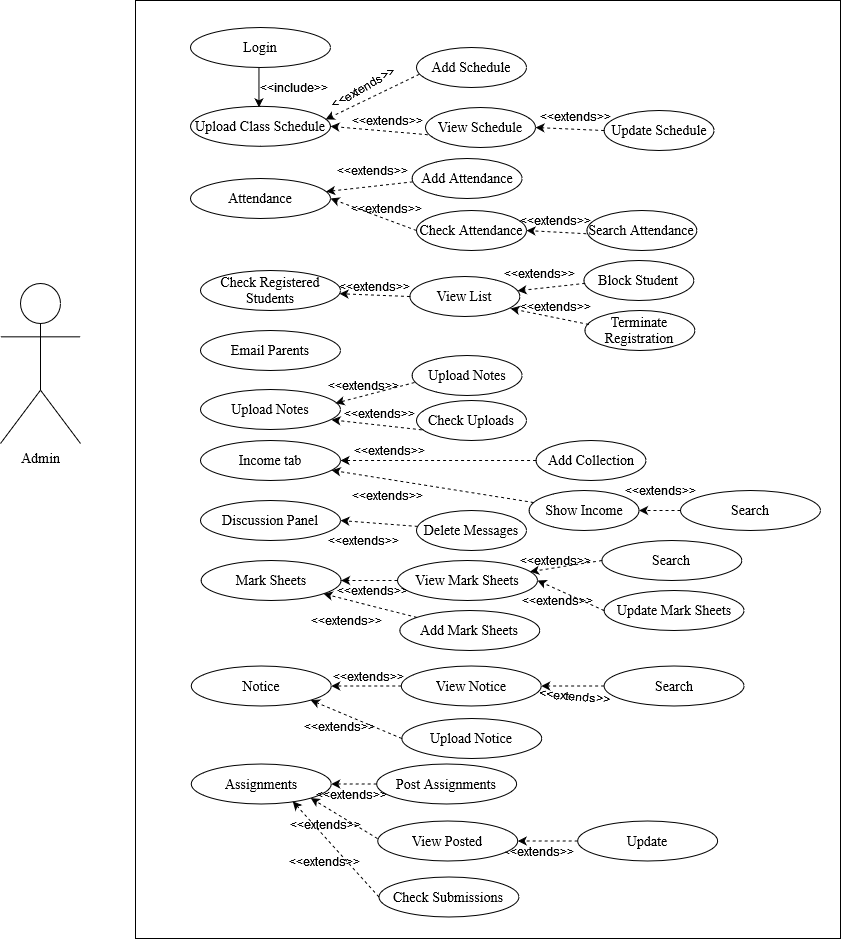 Login
<<include>>
<<extends>>
Add Schedule
Upload Class Schedule
<<extends>>
View Schedule
<<extends>>
Update Schedule
Attendance
<<extends>>
Add Attendance
<<extends>>
Check Attendance
<<extends>>
Search Attendance
Check Registered
Students
<<extends>>
View List
<<extends>>
Block Student
<<extends>>
Terminate
Registration
Email Parents
Upload Notes
<<extends>>
Upload Notes
<<extends>>
Check Uploads
Admin
Income tab
<<extends>>
Add Collection
<<extends>>
Show Income
<<extends>>
Search
Discussion Panel
<<extends>>
Delete Messages
Mark Sheets
<<extends>>
View Mark Sheets
<<extends>>
Search
<<extends>>
Update Mark Sheets
<<extends>>
Add Mark Sheets
Notice
<<extends>>
View Notice
<<extends>>
Search
<<extends>>
Upload Notice
Assignments
<<extends>>
Post Assignments
<<extends>>
View Posted
<<extends>>
Update
<<extends>>
Check Submissions